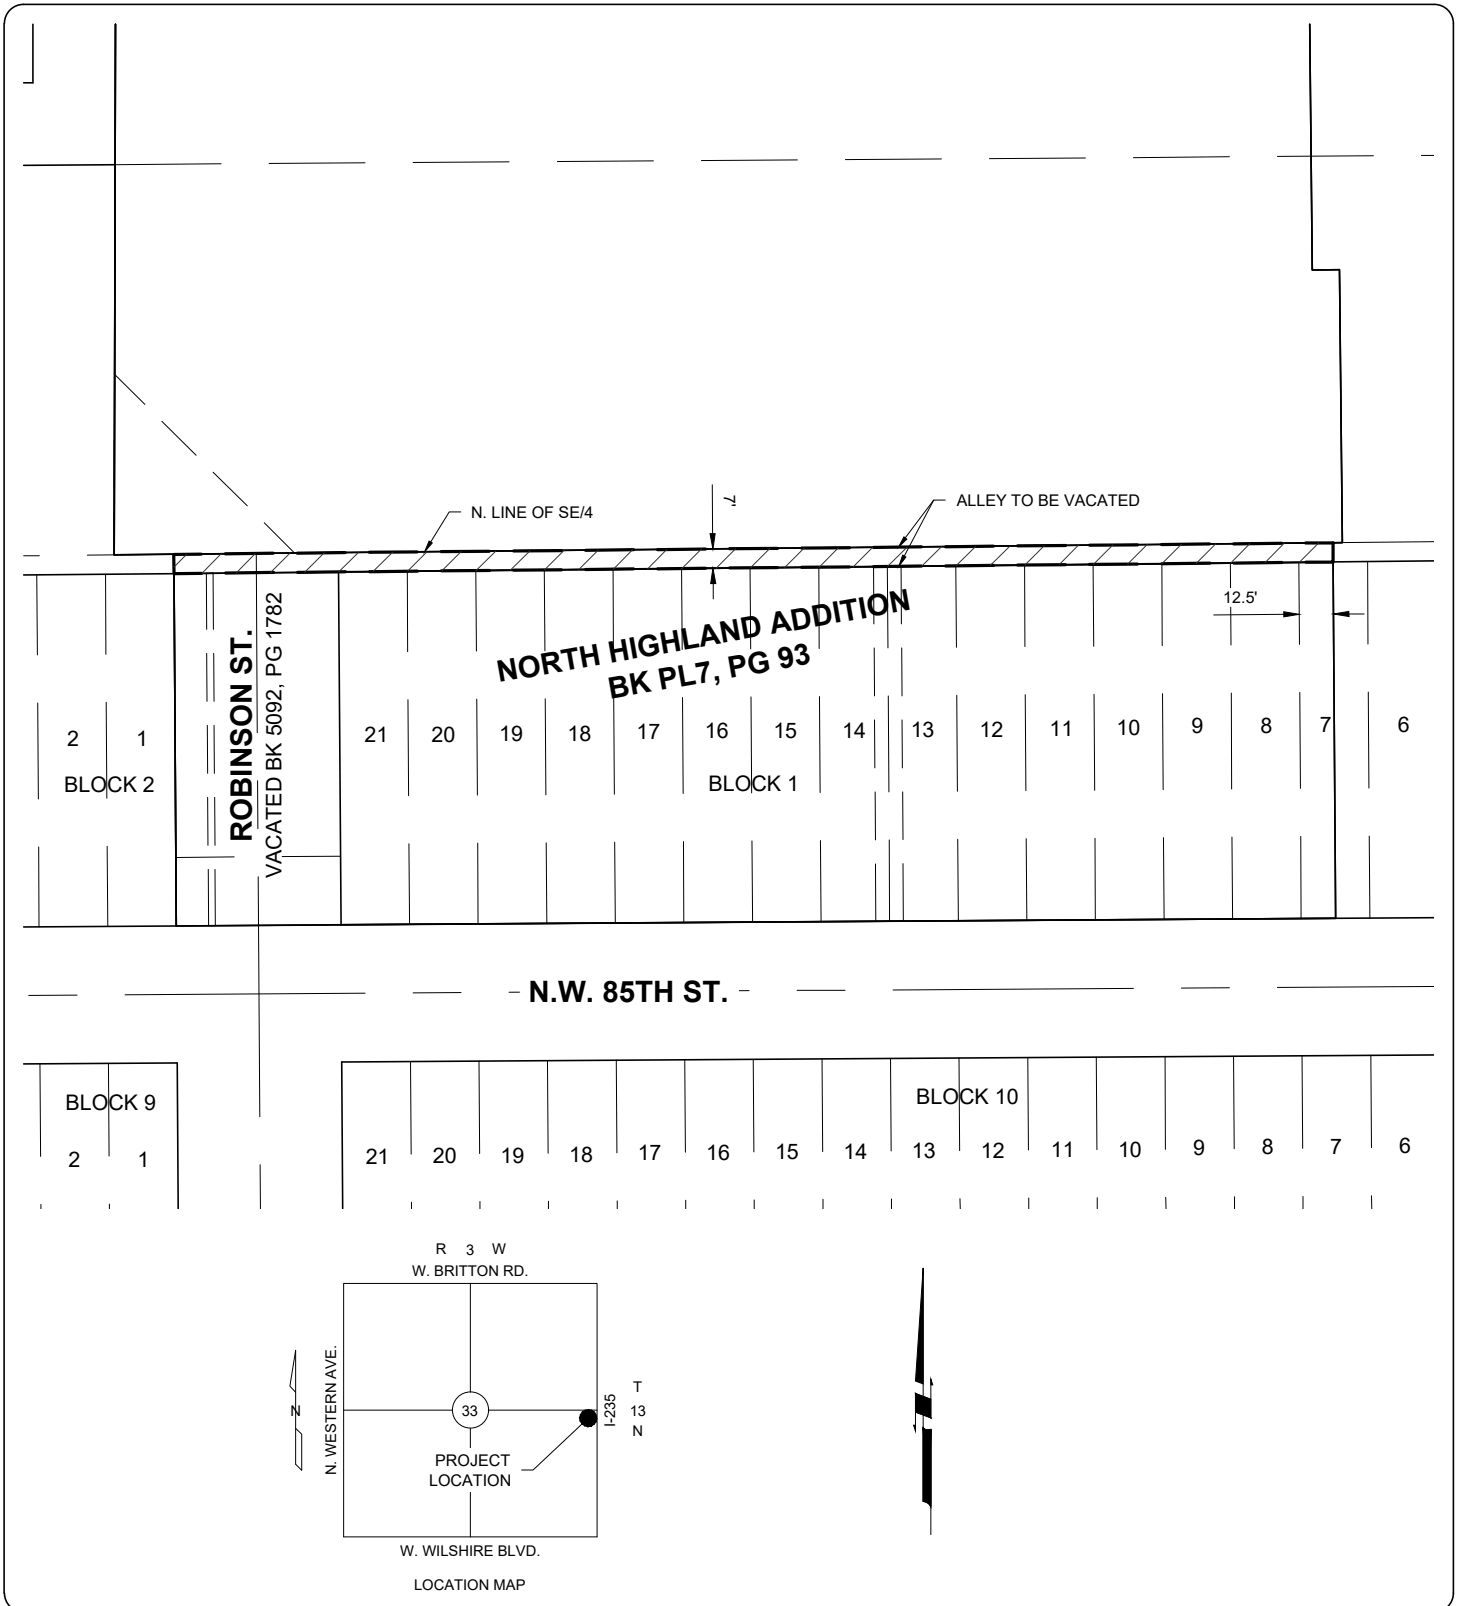 N. LINE OF SE/4
7'
ALLEY TO BE VACATED
12.5'
NORTH HIGHLAND ADDITION
BK PL7, PG 93
ROBINSON ST.
VACATED BK 5092, PG 1782
2 1 21 20 19 18 17 16 15 14 13 12 11 10 9 8 7 6
BLOCK 2 BLOCK 1
N.W. 85TH ST.
BLOCK 9 BLOCK 10
2 1 21 20 19 18 17 16 15 14 13 12 11 10 9 8 7 6
R 3 W
W. BRITTON RD.
N. WESTERN AVE.
N
33
I-235
T
13
N
PROJECT
LOCATION
W. WILSHIRE BLVD.
LOCATION MAP